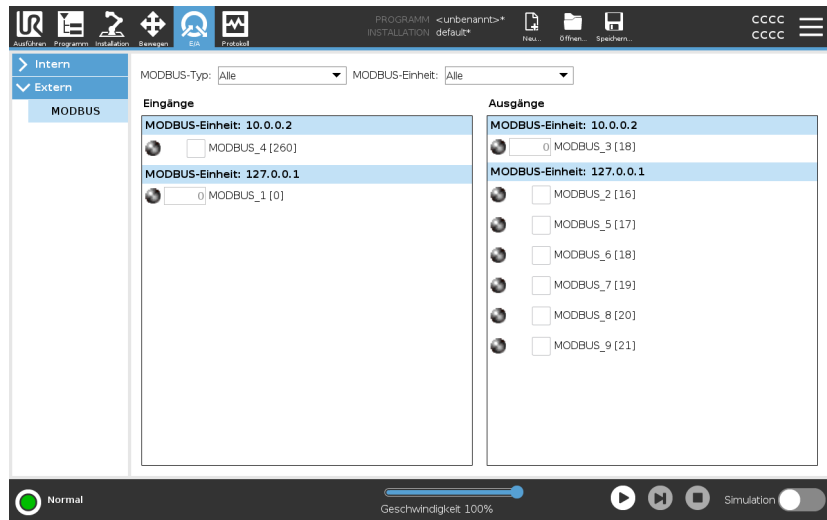 UR
PROGRAMM <unbenannt>*
INSTALLATION default*
CCCC
CCCC
Ausführen Programm Installation Bewegen E/A Protokoll Neu... Öffnen... Speichern...
Intern
Extern
MODBUS
MODBUS-Typ: Alle MODBUS-Einheit: Alle
Eingänge
MODBUS-Einheit: 10.0.0.2
MODBUS_4 [260]
MODBUS-Einheit: 127.0.0.1
0 MODBUS_1 [0]
Ausgänge
MODBUS-Einheit: 10.0.0.2
0 MODBUS_3 [18]
MODBUS-Einheit: 127.0.0.1
MODBUS_2 [16]
MODBUS_5 [17]
MODBUS_6 [18]
MODBUS_7 [19]
MODBUS_8 [20]
MODBUS_9 [21]
Normal
Geschwindigkeit 100%
Simulation